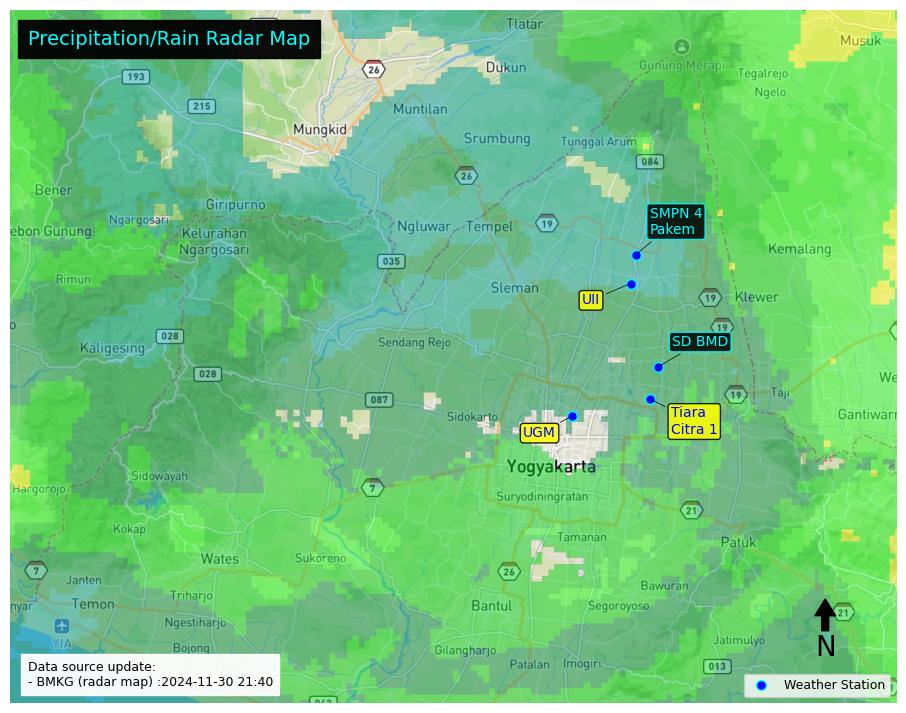 Precipitation/Rain Radar Map
Tlatar
Musuk
Gunung Merapi
Tegalrejo
Ngelo
193
26
Dukun
215
Muntilan
Mungkid
Srumbung
Tunggal Arum
084
26
Bener
Giripurno
Ngargosari
Kelurahan
Ngargosari
ebon Gunung
Ngluwar
Tempel
19
SMPN 4
Pakem
Kemalang
035
Rimun
Sleman
UII
19
Klewer
19
028
Kaligesing
Sendang Rejo
SD BMD
028
087
Sidokarto
19
Taji
We
Gantiwar
Tiara
Citra 1
UGM
Yogyakarta
Sidowayah
Hargorojo
7
Suryodiningratan
21
Kokap
Tamanan
Patuk
Wates
Sukoreno
7
26
Janten
Triharjo
Bawuran
nyar
Temon
Bantul
Segoroyoso
21
Ngestiharjo
YIA
Bojong
Gilangharjo
Jatimulyo
N
Patalan
Imogiri
013
Data source update:
- BMKG (radar map) :2024-11-30 21:40
Weather Station